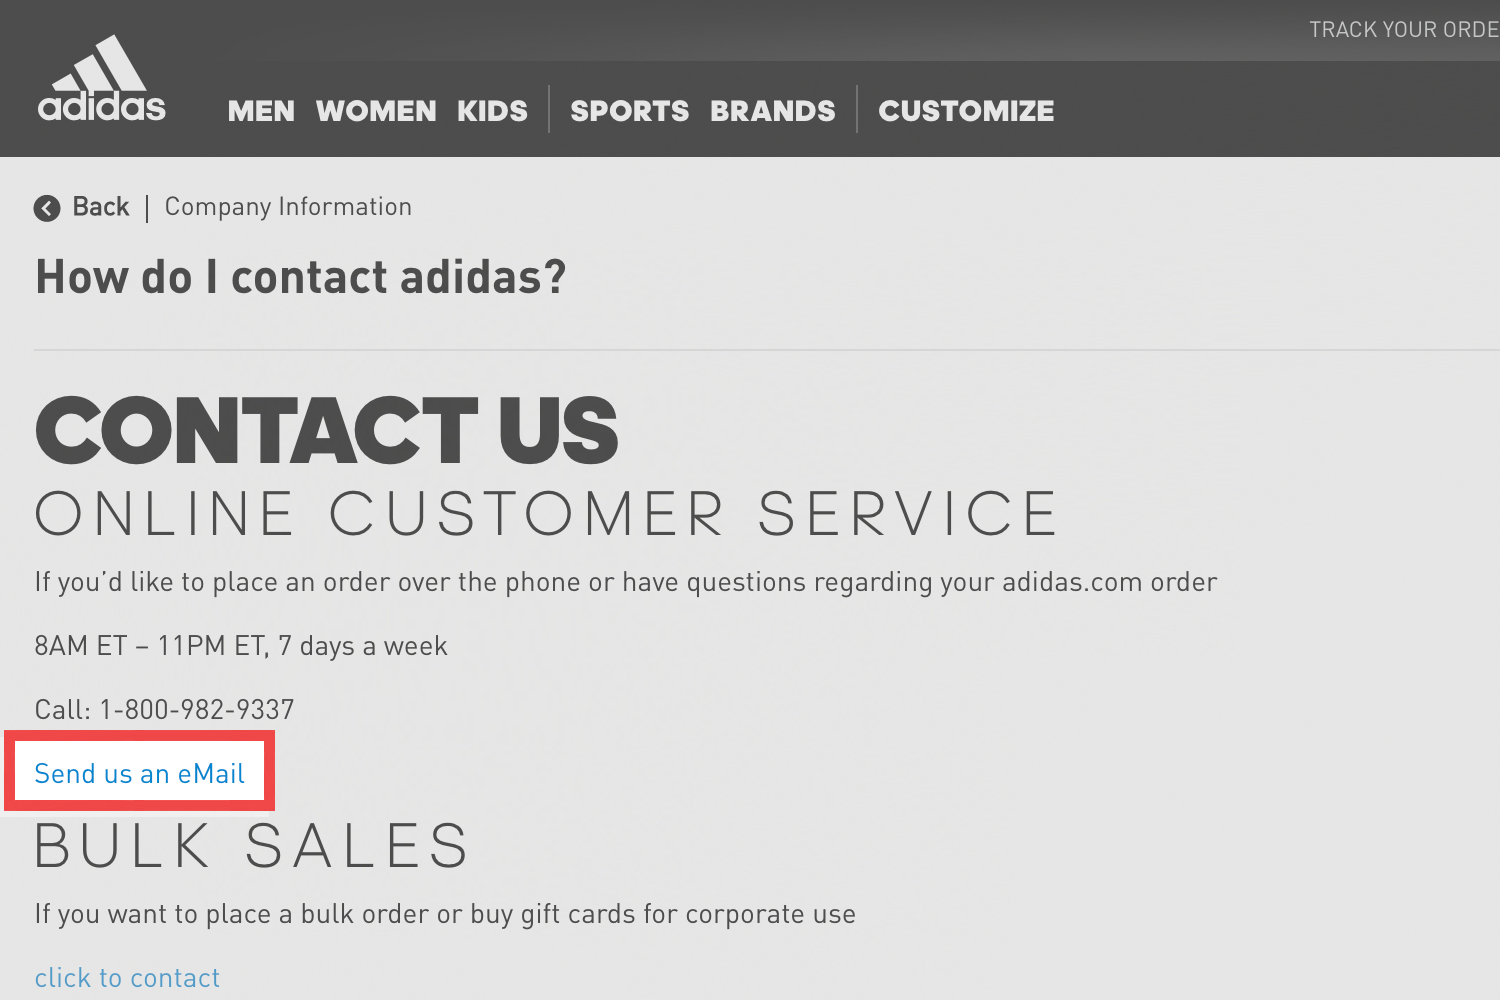 TRACK YOUR ORDE
adidas
MEN WOMEN KIDS SPORTS BRANDS CUSTOMIZE
Back | Company Information
How do I contact adidas?
CONTACT US
ONLINE CUSTOMER SERVICE
If you’d like to place an order over the phone or have questions regarding your adidas.com order
8AM ET – 11PM ET, 7 days a week
Call: 1-800-982-9337
Send us an eMail
BULK SALES
If you want to place a bulk order or buy gift cards for corporate use
click to contact